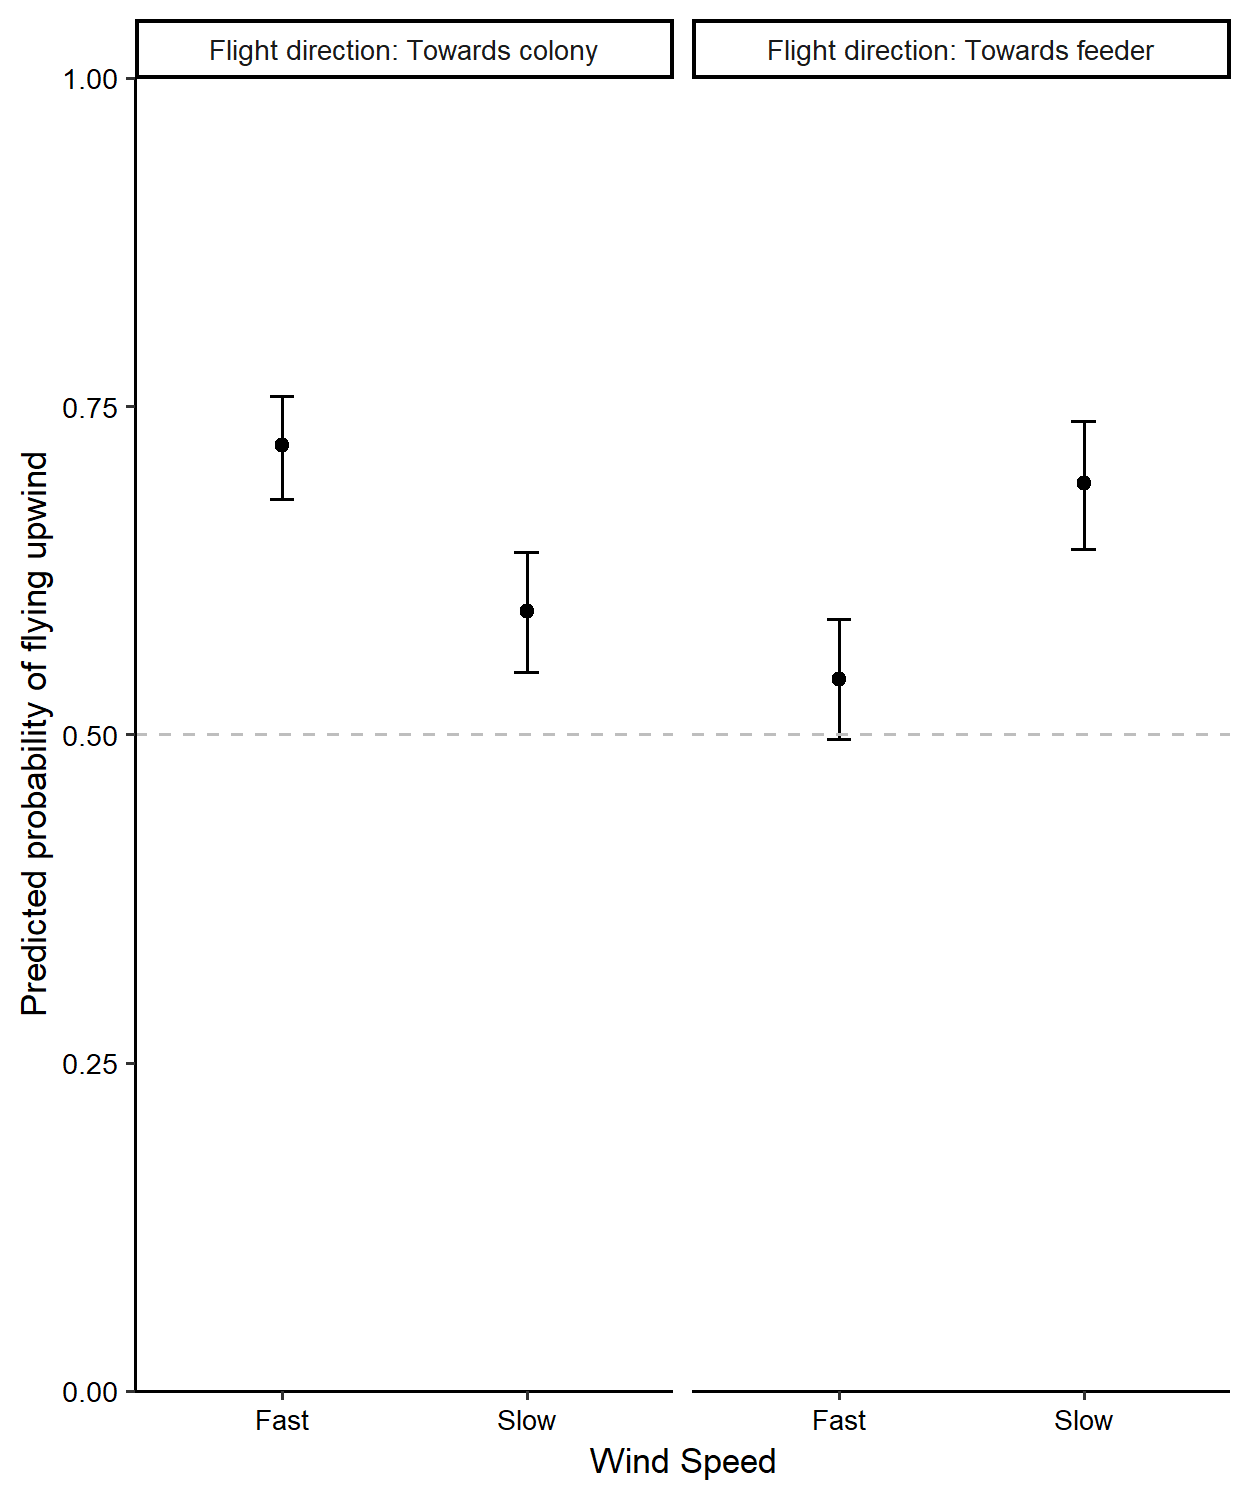 Flight direction: Towards colony
Flight direction: Towards feeder
Predicted probability of flying upwind
1.00
0.75
0.50
0.25
0.00
Fast
Slow
Fast
Slow
Wind Speed